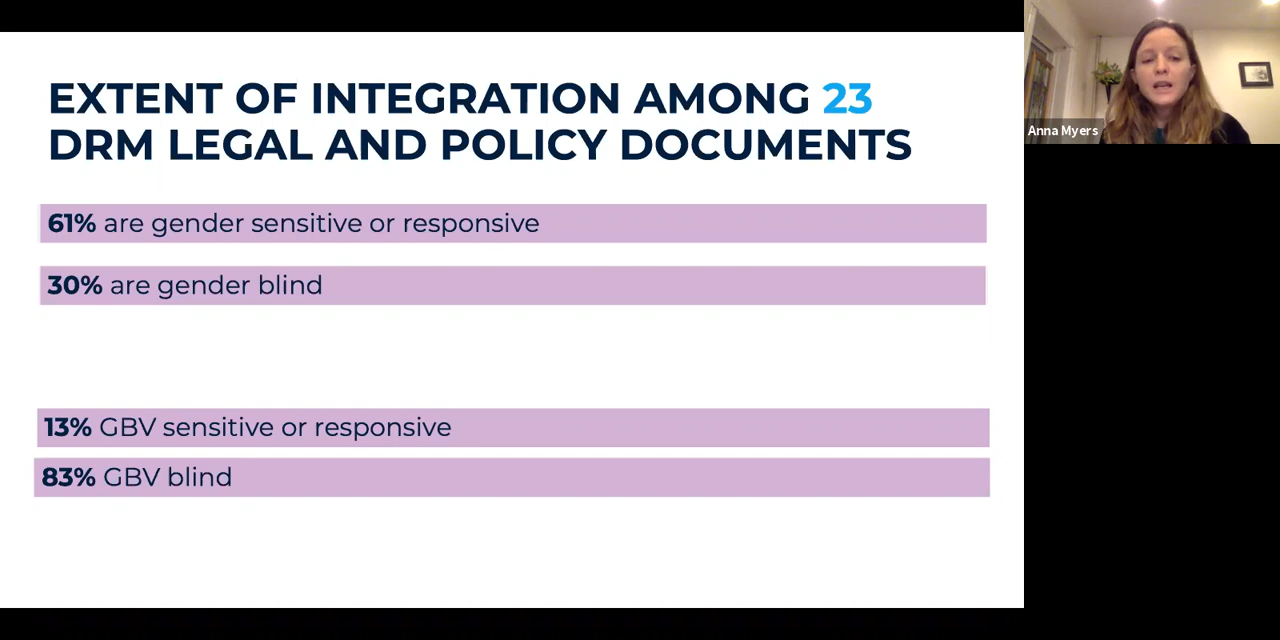 EXTENT OF INTEGRATION AMONG 23
DRM LEGAL AND POLICY DOCUMENTS
61% are gender sensitive or responsive
30% are gender blind
13% GBV sensitive or responsive
83% GBV blind
Anna Myers